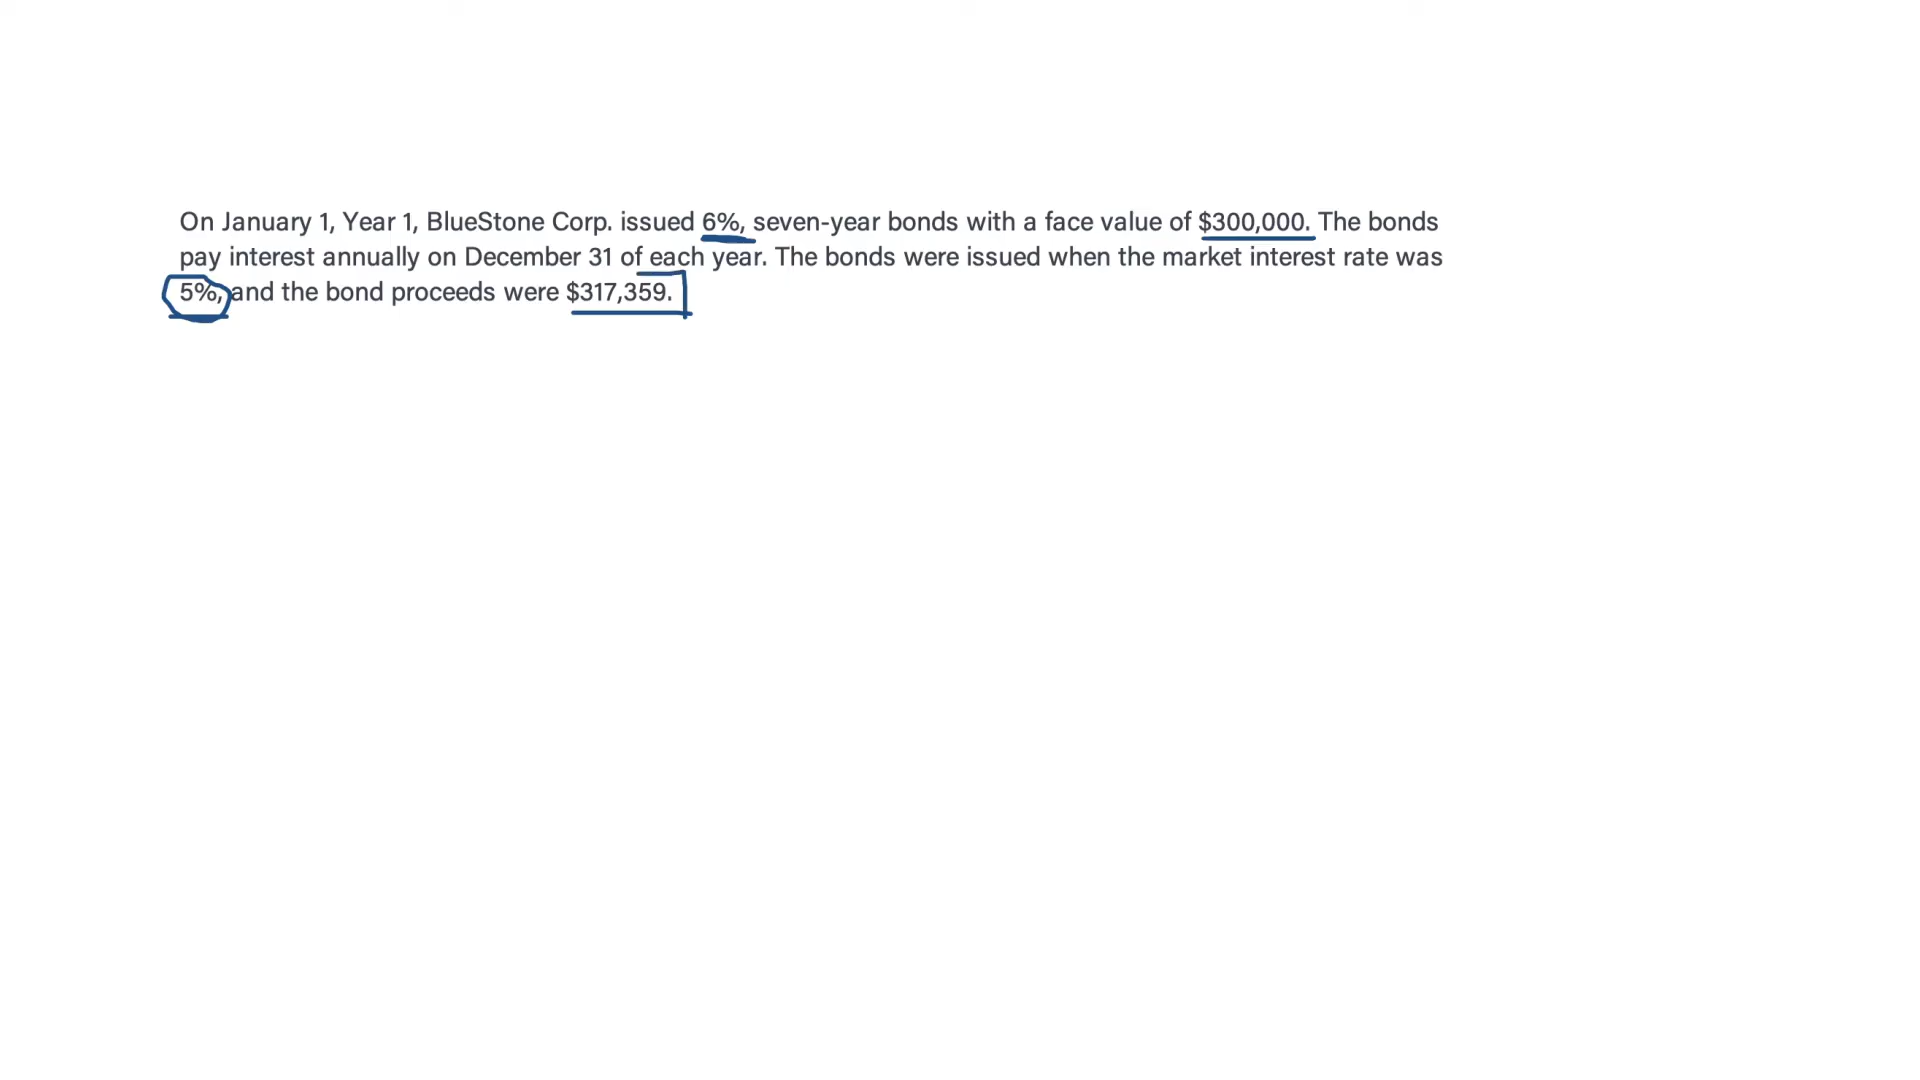 On January 1, Year 1, BlueStone Corp. issued 6%, seven-year bonds with a face value of $300,000. The bonds
pay interest annually on December 31 of each year. The bonds were issued when the market interest rate was
5%, and the bond proceeds were $317,359.